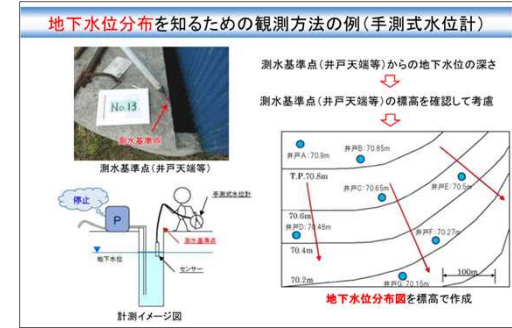 地下水位分布を知るための観測方法の例(手測式水位計)
No.13
測水基準点
測水基準点(井戸天端等)
測水基準点(井戸天端等)からの地下水位の深さ
測水基準点(井戸天端等)の標高を確認して考慮
停止
P
手測式水位計
測水基準点
地下水位
センサー
計測イメージ図
井戸A:70.9m
井戸B:70.85m
T.P.70.8m
井戸C:70.65m
井戸E:70.5m
70.6m
井戸D:70.48m
井戸F:70.27m
70.4m
100m
70.2m
井戸G:70.15m
地下水位分布図を標高で作成